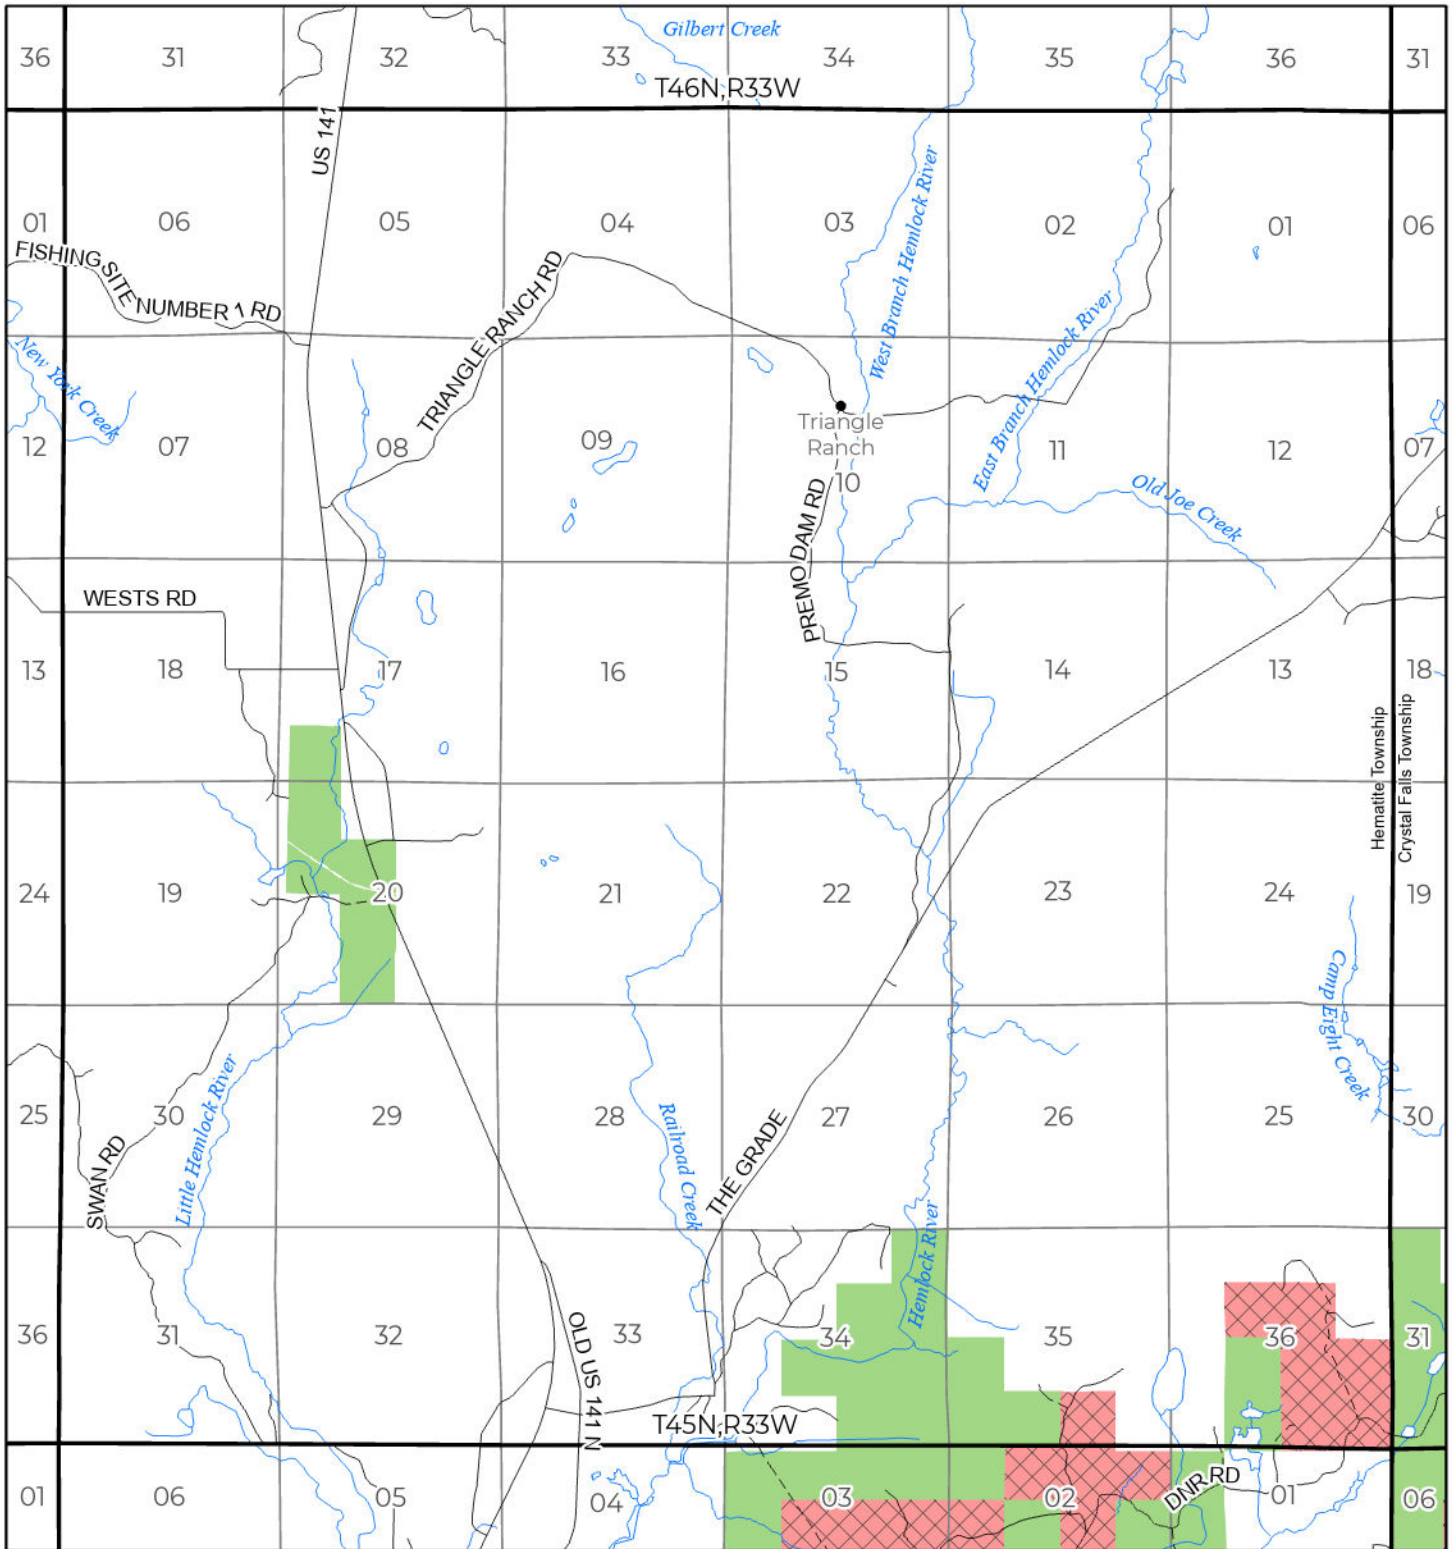 Gilbert Creek
36 31 32 33 34 35 36 31
T46N,R33W
US 141
West Branch Hemlock River
01 06 05 04 03 02 01 06
FISHING SITE NUMBER 1 RD
TRIANGLE RANCH RD
East Branch Hemlock River
New York Creek
Triangle
Ranch
12 07 08 09 10 11 12 07
Old Joe Creek
PREMO DAM RD
WESTS RD
13 18 17 16 15 14 13 18
Hematite Township
Crystal Falls Township
24 19 20 21 22 23 24 19
Camp Eight Creek
Little Hemlock River
25 30 29 28 27 26 25 30
Railroad Creek
THE GRADE
SWAN RD
Hemlock River
36 31 32 33 34 35 36 31
OLD US 141 N
T45N,R33W
DNR RD
01 06 05 04 03 02 01 06